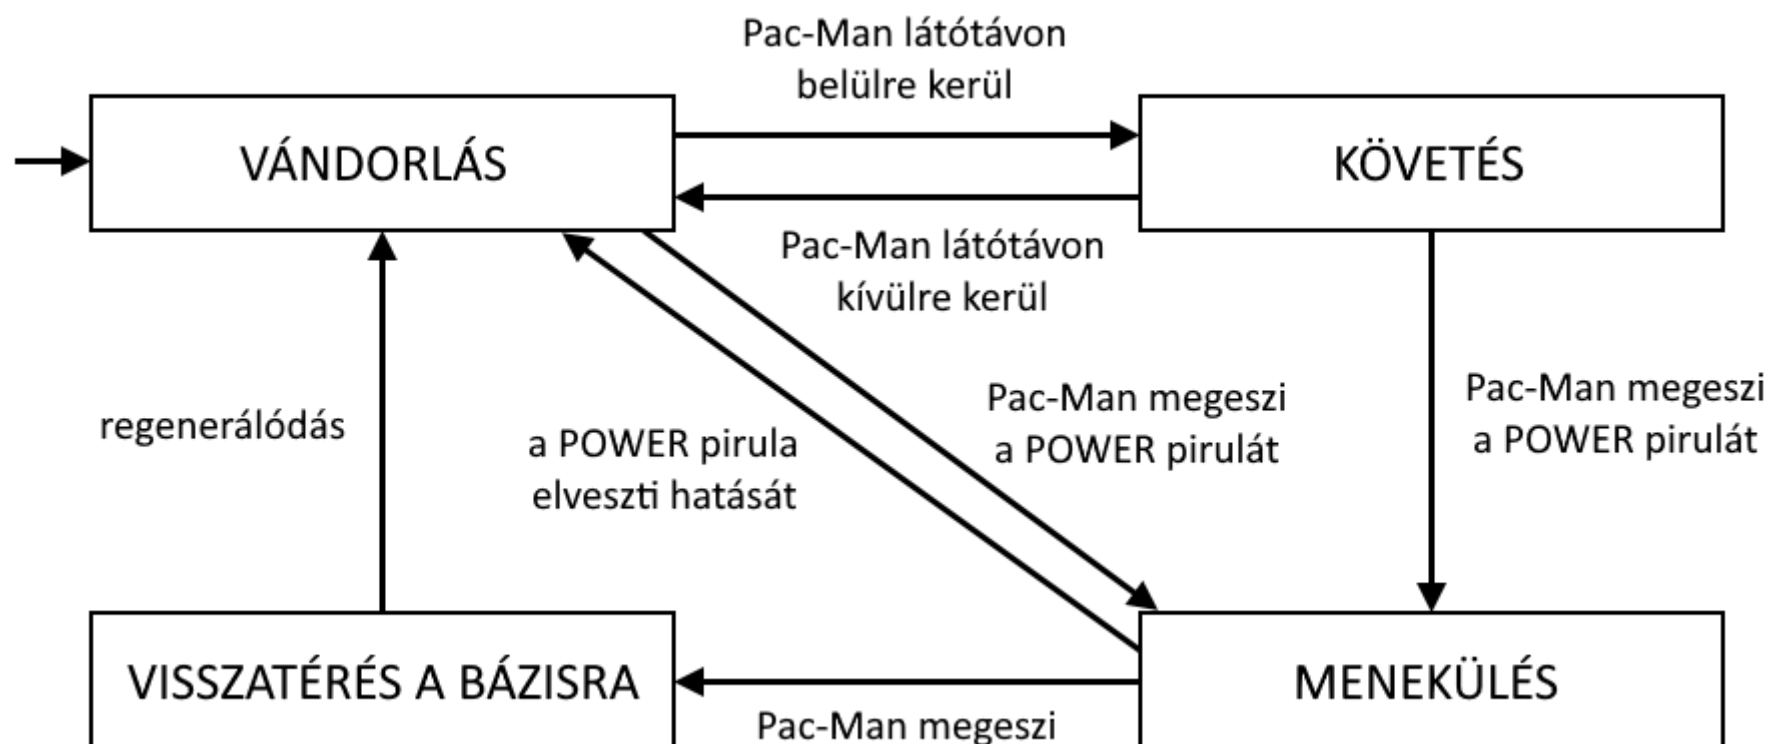 Pac-Man látótávon
belülre kerül
VÁNDORLÁS
KÖVETÉS
Pac-Man látótávon
kívülre kerül
regenerálódás
a POWER pirula
elveszti hatását
Pac-Man megeszi
a POWER pirulát
Pac-Man megeszi
a POWER pirulát
VISSZATÉRÉS A BÁZISRA
MENEKÜLÉS
Pac-Man megeszi